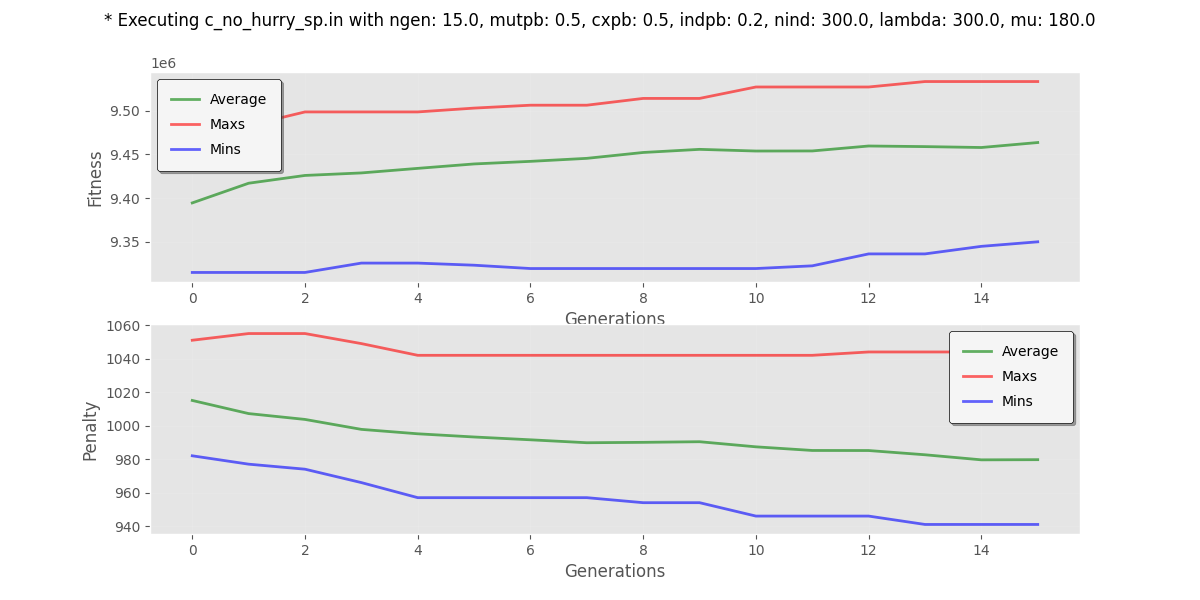 * Executing c_no_hurry_sp.in with ngen: 15.0, mutpb: 0.5, cxpb: 0.5, indpb: 0.2, nind: 300.0, lambda: 300.0, mu: 180.0
1e6
Average
Maxs
Mins
Fitness
9.50
9.45
9.40
9.35
0 2 4 6 8 10 12 14
Generations
Average
Maxs
Mins
Penalty
1060
1040
1020
1000
980
960
940
0 2 4 6 8 10 12 14
Generations